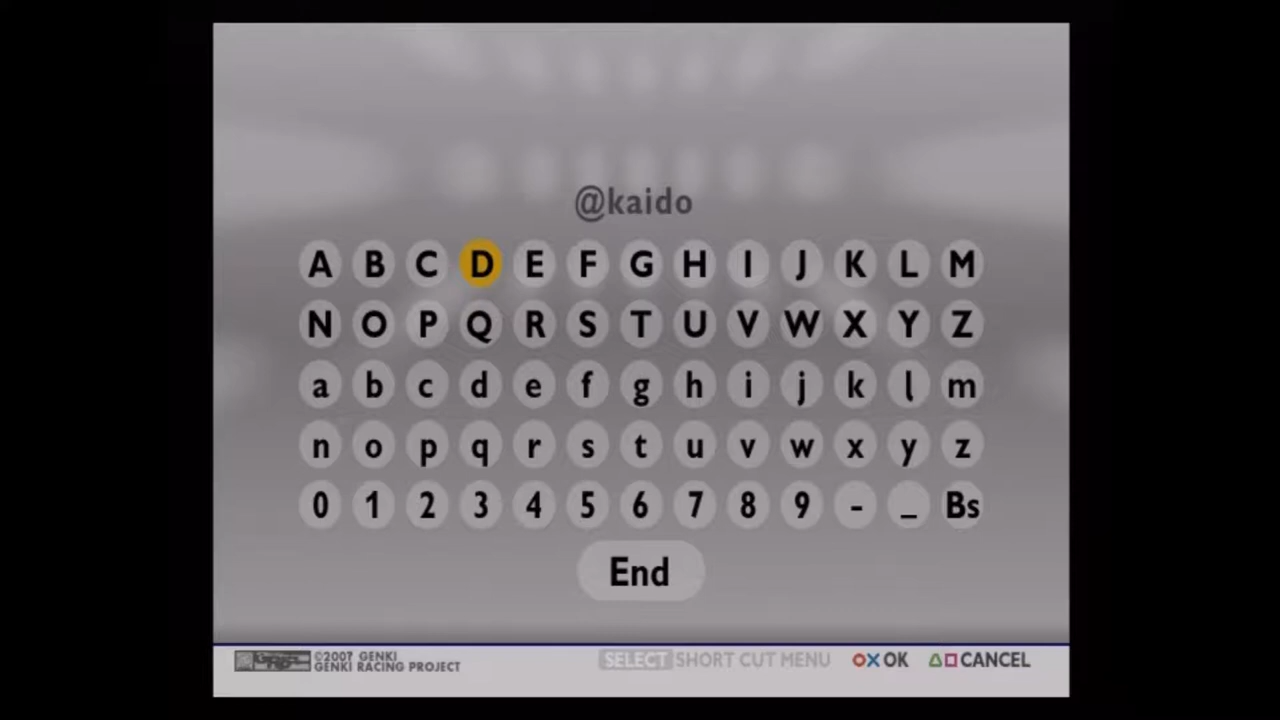 @kaido
A B C D E F G H I J K L M
N O P Q R S T U V W X Y Z
a b c d e f g h i j k l m
n o p q r s t u v w x y z
0 1 2 3 4 5 6 7 8 9 - _ Bs
End
©2007 GENKI
GENKI RACING PROJECT
SELECT SHORT CUT MENU ○×OK △□CANCEL